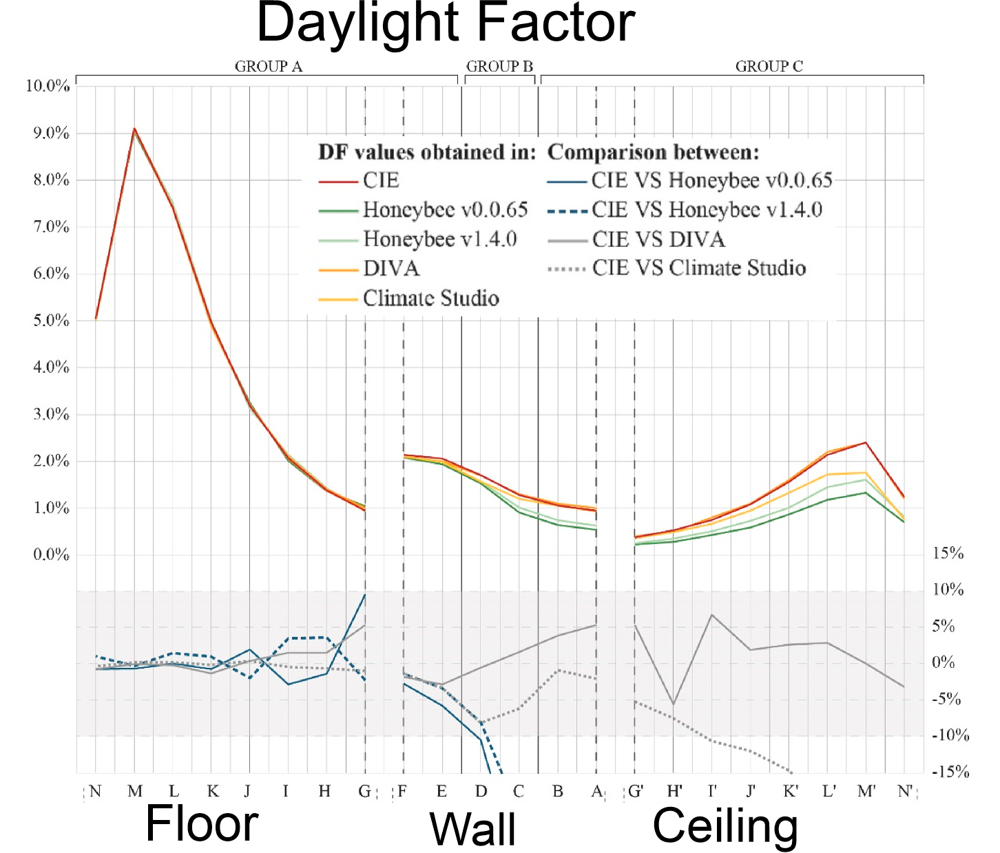 Daylight Factor
GROUP A GROUP B GROUP C
10.0%
9.0%
8.0%
7.0%
6.0%
5.0%
4.0%
3.0%
2.0%
1.0%
0.0%
DF values obtained in:
CIE
Honeybee v0.0.65
Honeybee v1.4.0
DIVA
Climate Studio
Comparison between:
CIE VS Honeybee v0.0.65
CIE VS Honeybee v1.4.0
CIE VS DIVA
CIE VS Climate Studio
15%
10%
5%
0%
-5%
-10%
-15%
N M L K J I H G F E D C B A G' H' I' J' K' L' M' N'
Floor Wall Ceiling